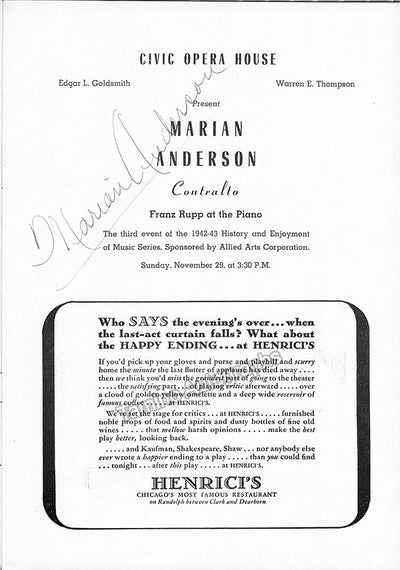 CIVIC OPERA HOUSE
Edgar L. Goldsmith Warren E. Thompson
Present
MARIAN
ANDERSON
Contralto
Marian Anderson
Franz Rupp at the Piano
The third event of the 1942-43 History and Enjoyment
of Music Series, Sponsored by Allied Arts Corporation.
Sunday, November 29, at 3:30 P.M.
Who SAYS the evening's over...when
the last-act curtain falls? What about
the HAPPY ENDING...at HENRICI'S
If you'd pick up your gloves and purse and playbill and scurry
home the minute the last flutter of applause has died away....
then we think you'd miss the grandest part of going to the theater
.....the satisfying part...of playing critic afterward.....over
a cloud of golden yellow omelette and a deep wide reservoir of
famous coffee.....at HENRICI'S.
We've set the stage for critics...at HENRICI'S.....furnished
noble props of food and spirits and dusty bottles of fine old
wines.....that mellow harsh opinions.....make the best
play better, looking back.
.....and Kaufman, Shakespeare, Shaw...nor anybody else
ever wrote a happier ending to a play.....than you could find
...tonight...after this play.....at HENRICI'S.
HENRICI'S
CHICAGO'S MOST FAMOUS RESTAURANT
on Randolph between Clark and Dearborn